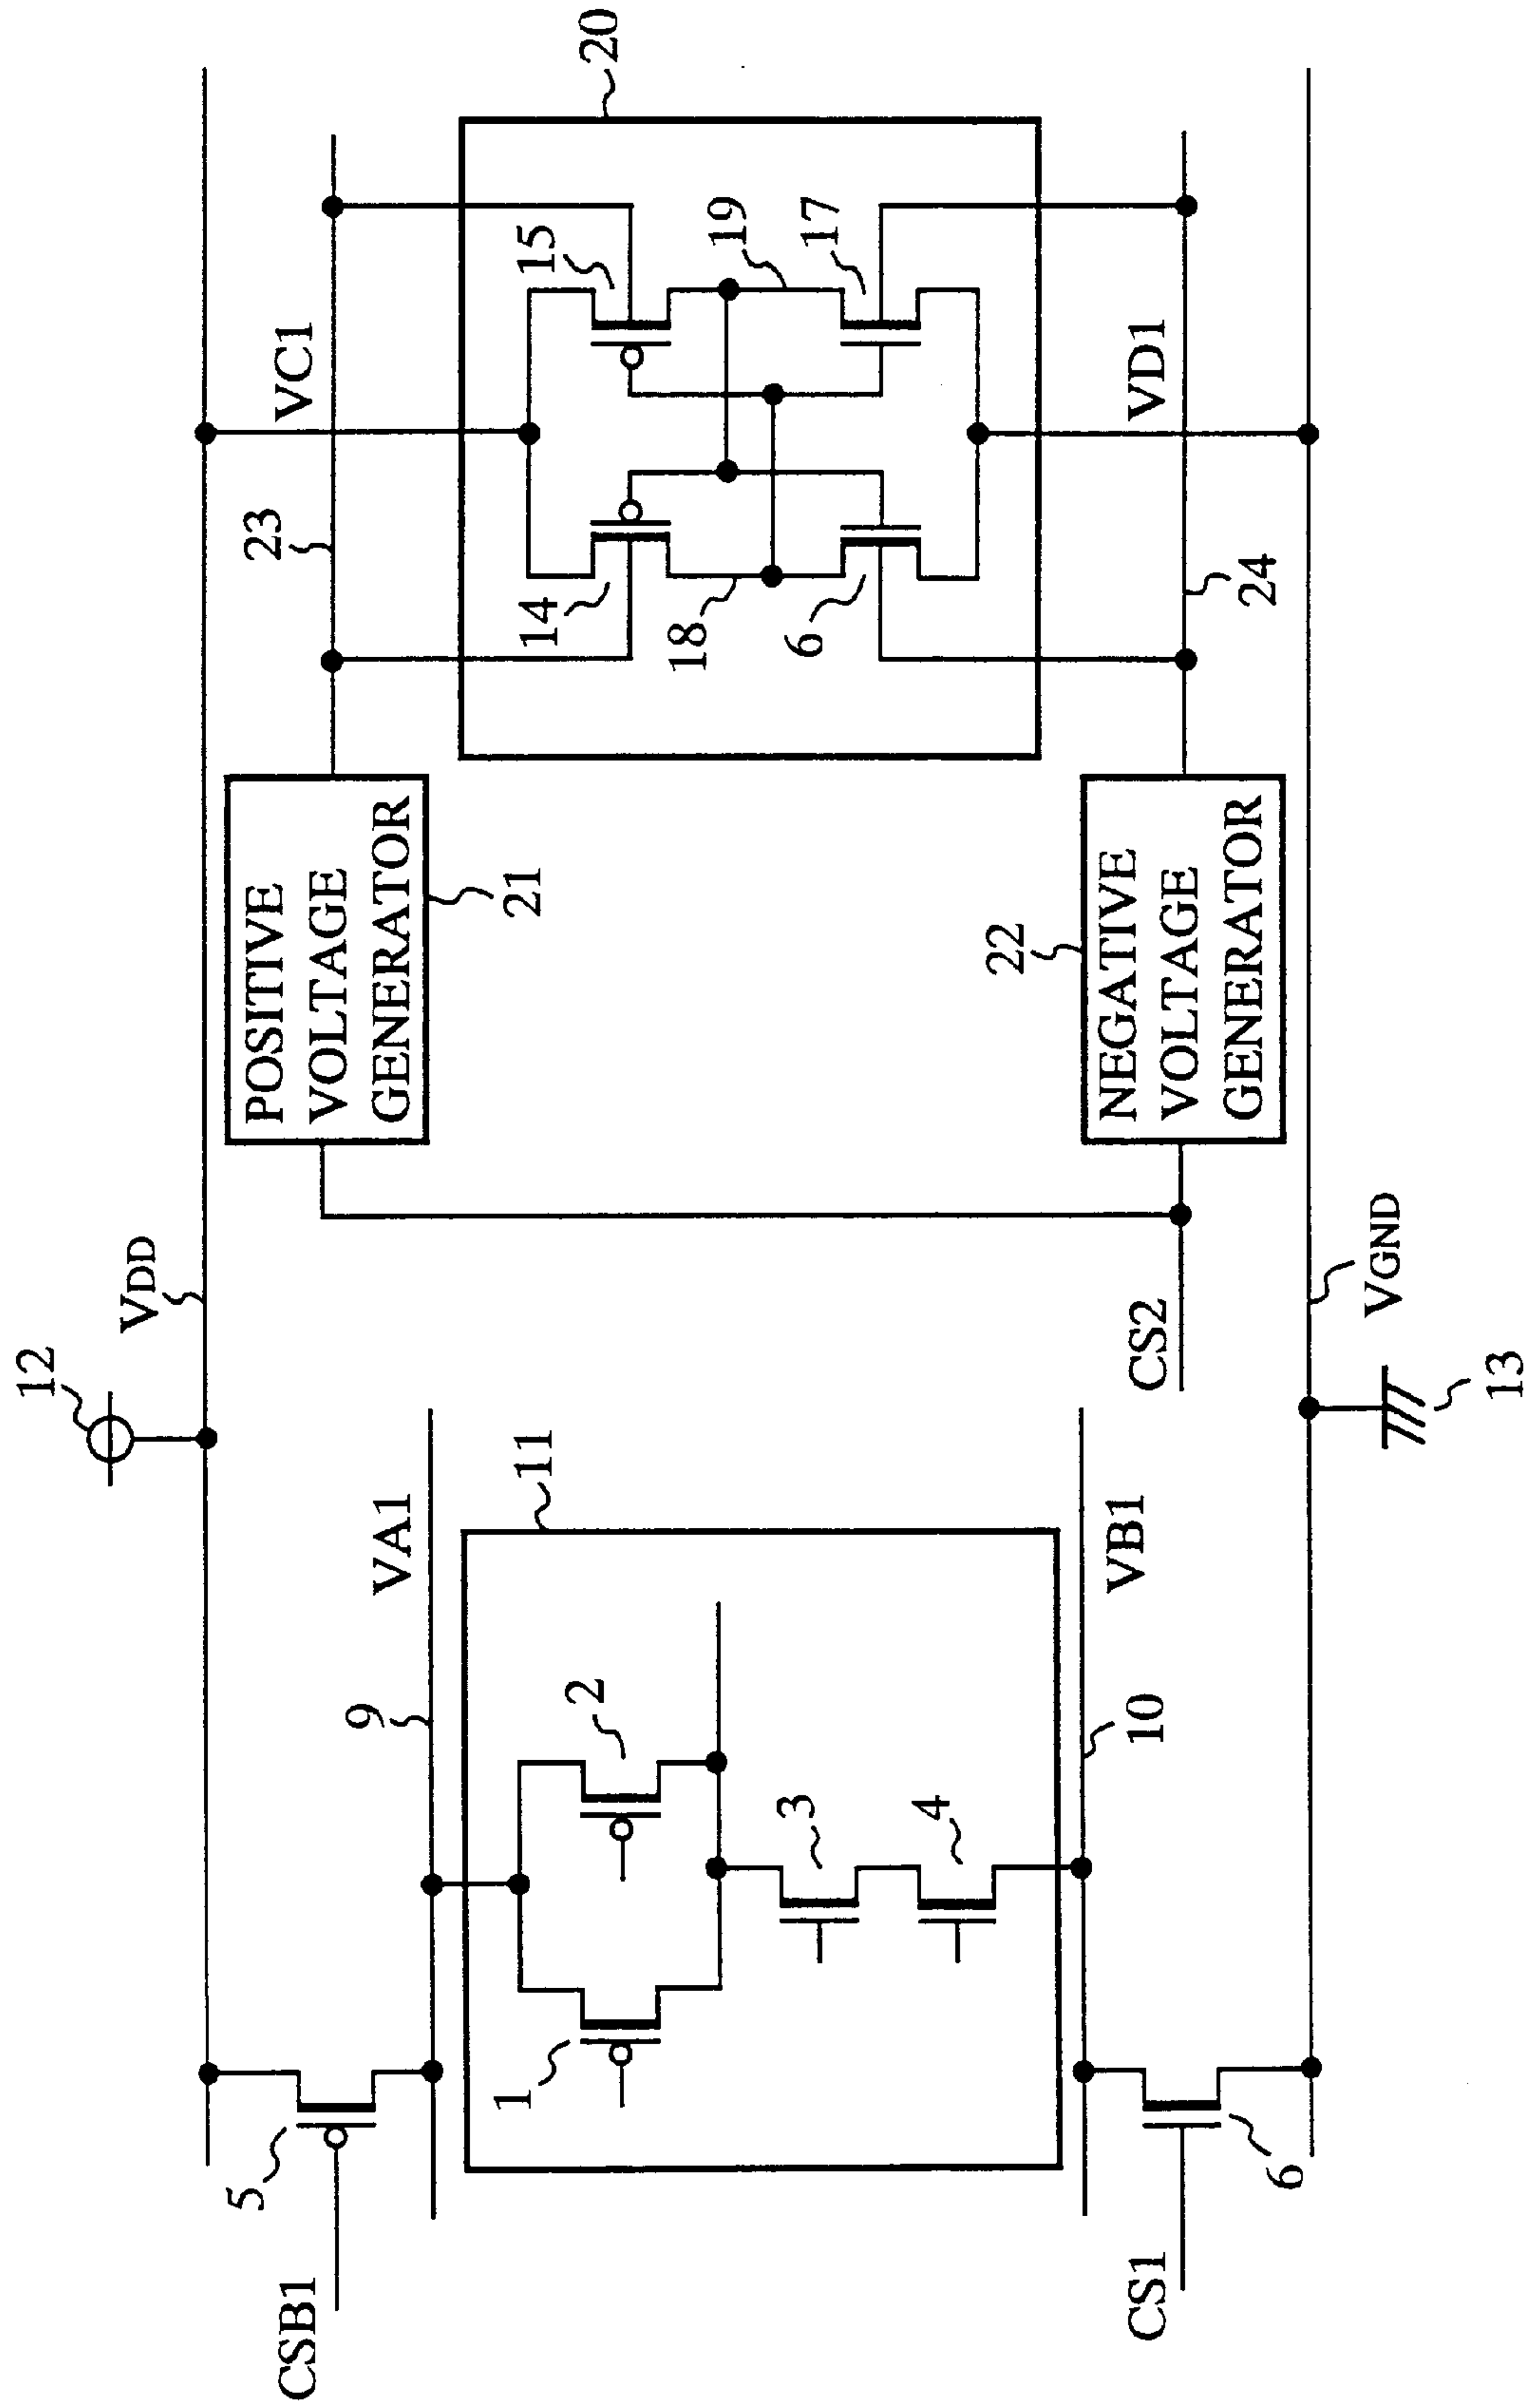 12
VDD
VC1
23
POSITIVE
VOLTAGE
GENERATOR
21
20
CSB1
5
9
VA1
11
1
2
3
4
14
15
18
19
6
17
22
NEGATIVE
VOLTAGE
GENERATOR
CS2
10
VB1
VD1
24
CS1
6
VGND
13